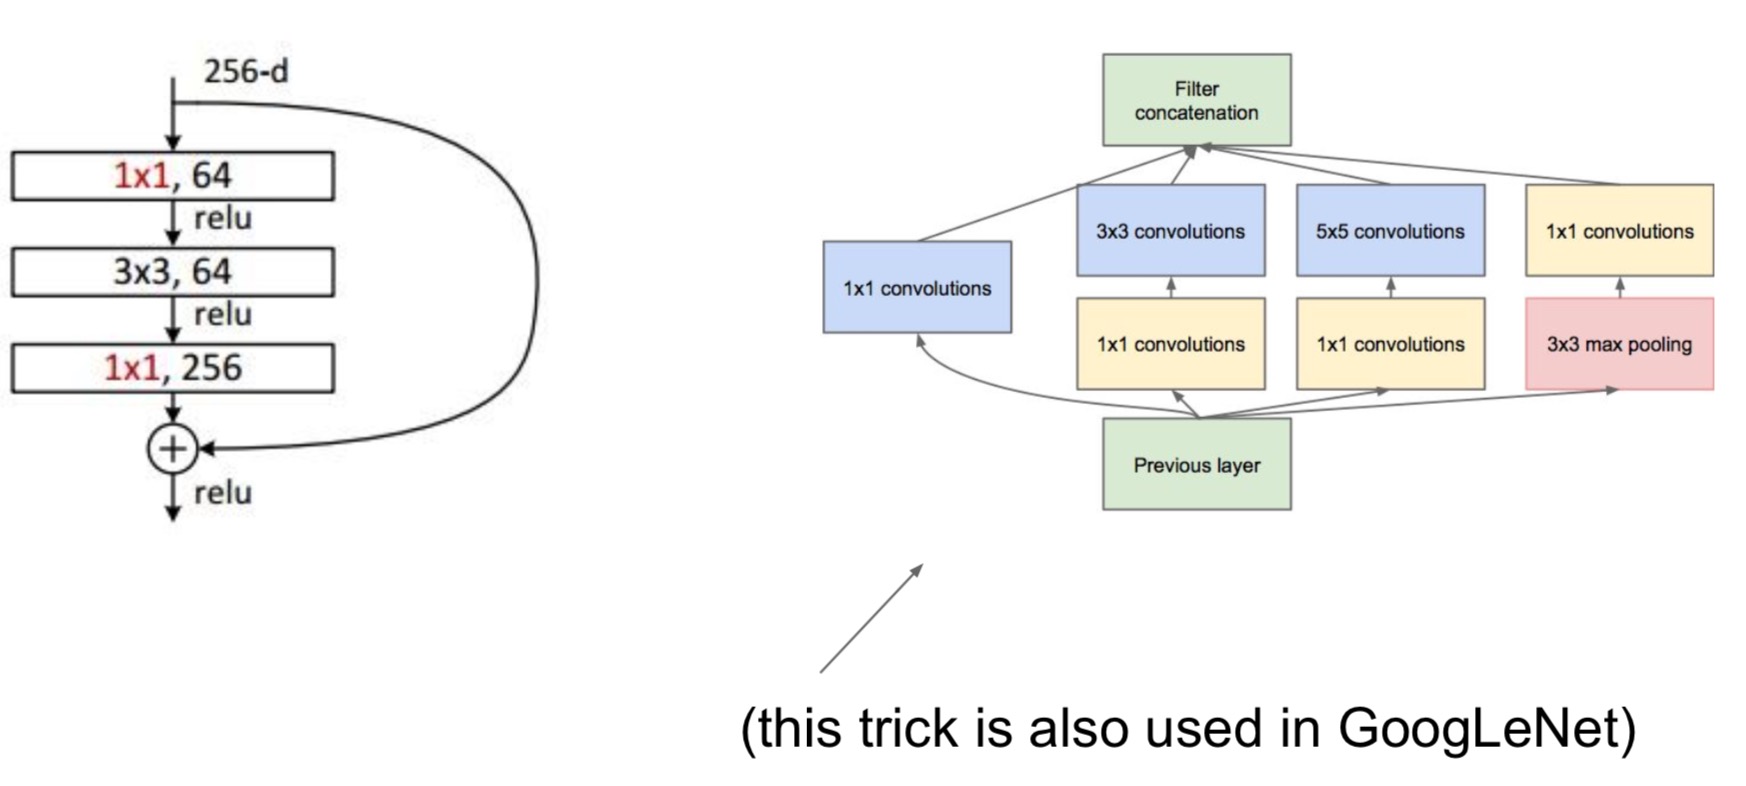 256-d
1x1, 64
relu
3x3, 64
relu
1x1, 256
+
relu
Filter
concatenation
1x1 convolutions
3x3 convolutions
5x5 convolutions
1x1 convolutions
1x1 convolutions
1x1 convolutions
3x3 max pooling
Previous layer
(this trick is also used in GoogLeNet)